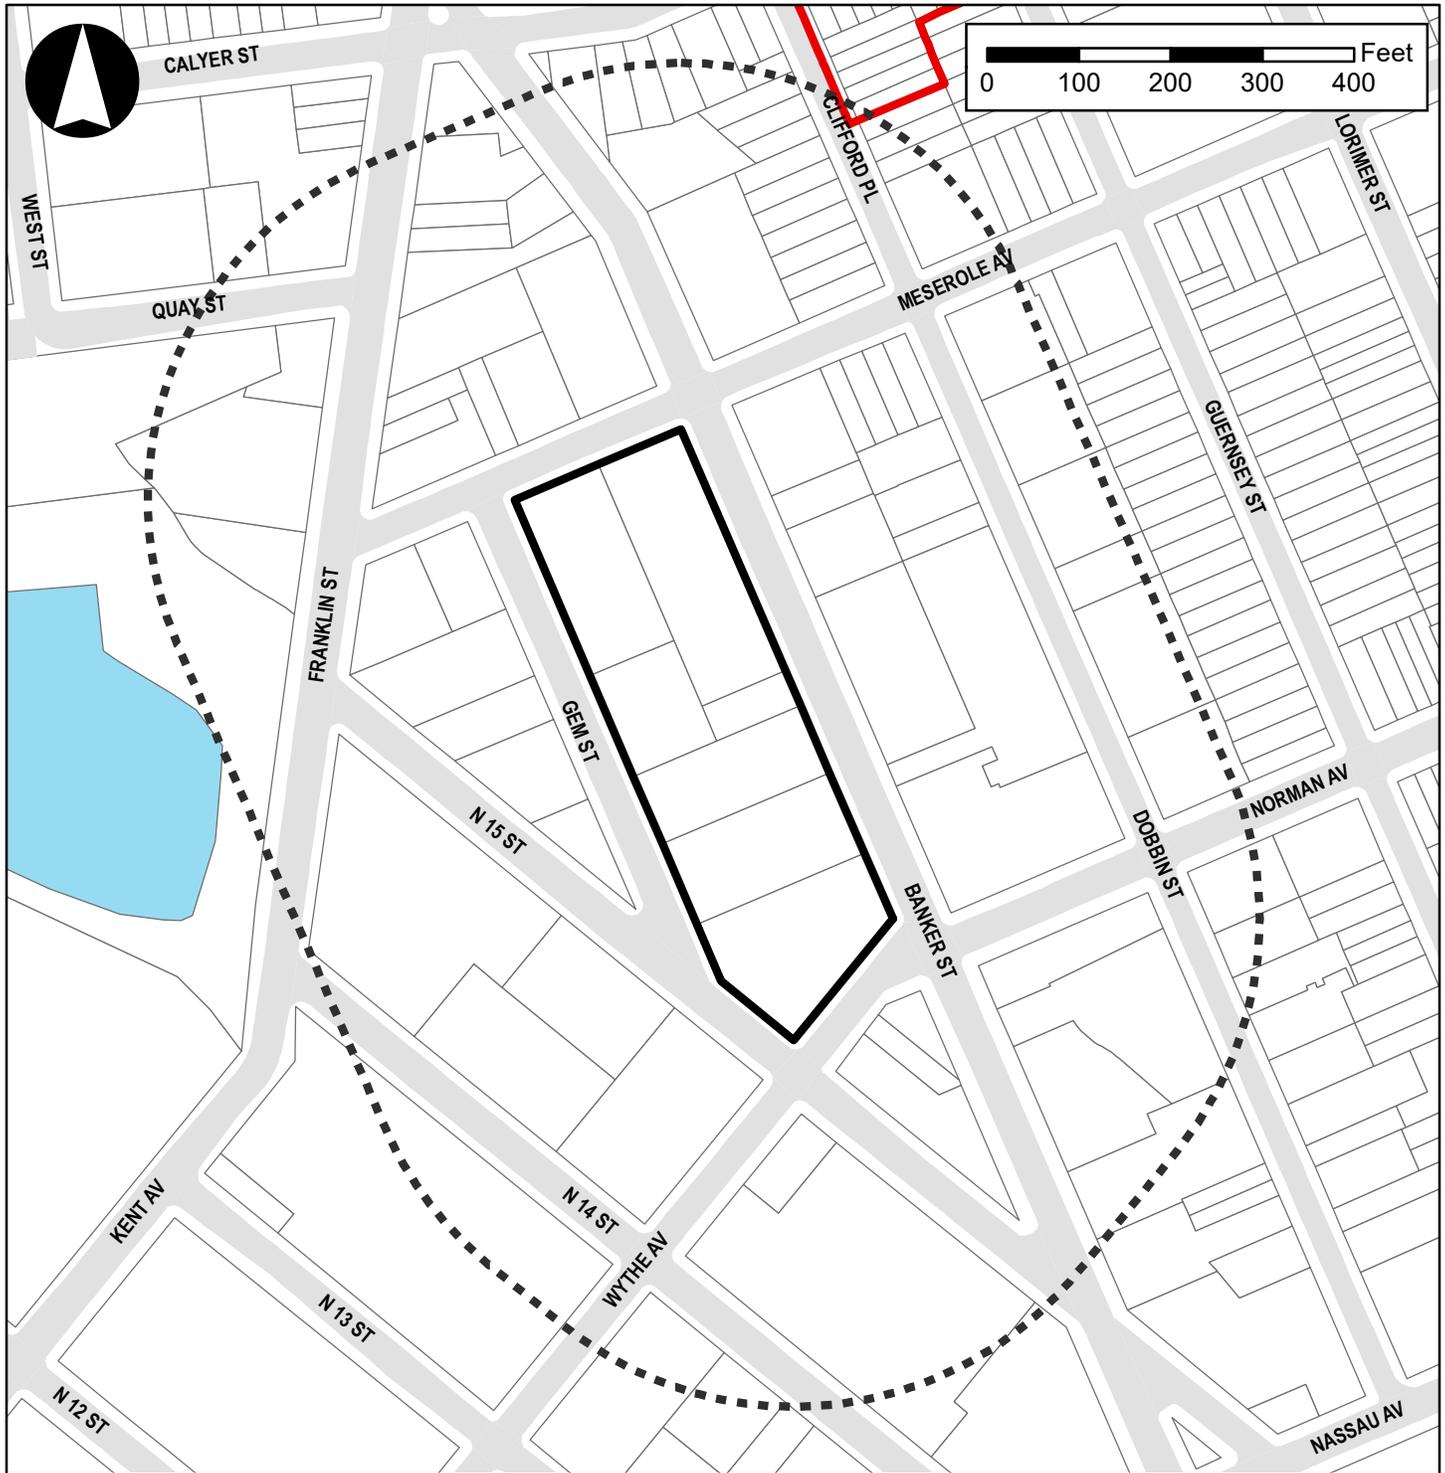 CALYER ST
Feet
0 100 200 300 400
CLIFFORD PL
LORIMER ST
WEST ST
MESEROLE AV
QUAY ST
GUERNSEY ST
FRANKLIN ST
GEM ST
N 15 ST
NORMAN AV
DOBBIN ST
BANKER ST
KENT AV
N 14 ST
WYTHE AV
N 13 ST
N 12 ST
NASSAU AV